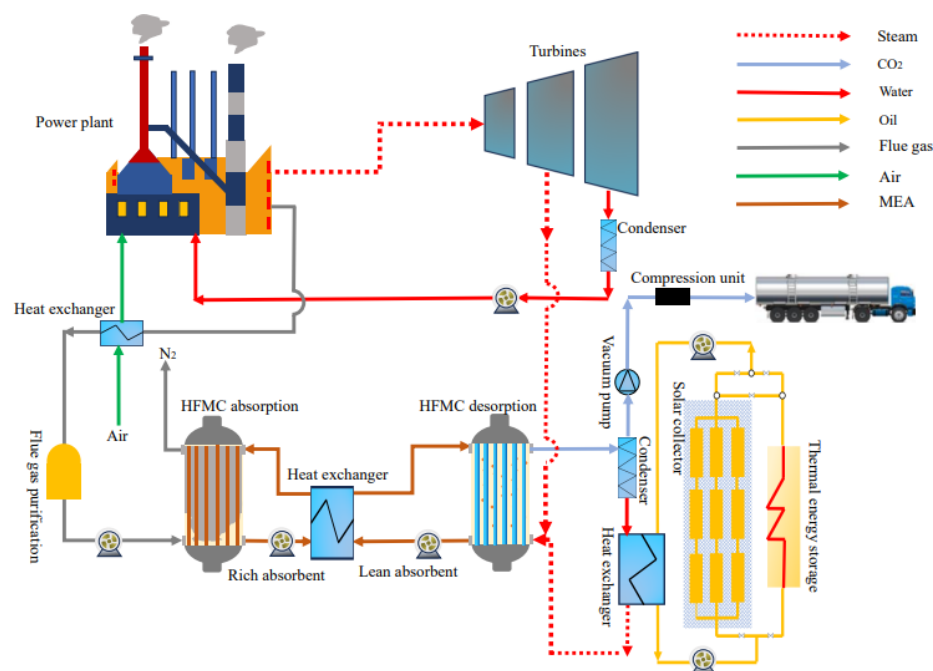 Steam
Turbines
CO₂
Water
Power plant
Oil
Flue gas
Air
MEA
Condenser
Compression unit
Heat exchanger
N₂
Vacuum pump
HFMC absorption
HFMC desorption
Solar collector
Air
Heat exchanger
Condenser
Thermal energy storage
Flue gas purification
Heat exchanger
Rich absorbent
Lean absorbent